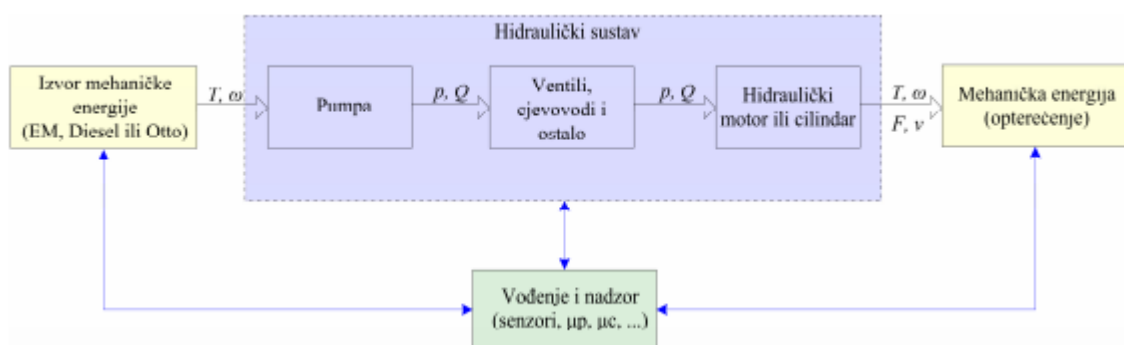 Hidraulički sustav
Izvor mehaničke
energije
(EM, Diesel ili Otto)
T, ω
Pumpa
p, Q
Ventili,
cjevovodi i
ostalo
p, Q
Hidraulički
motor ili cilindar
T, ω
F, v
Mehanička energija
(opterećenje)
Vođenje i nadzor
(senzori, μp, μc, ...)